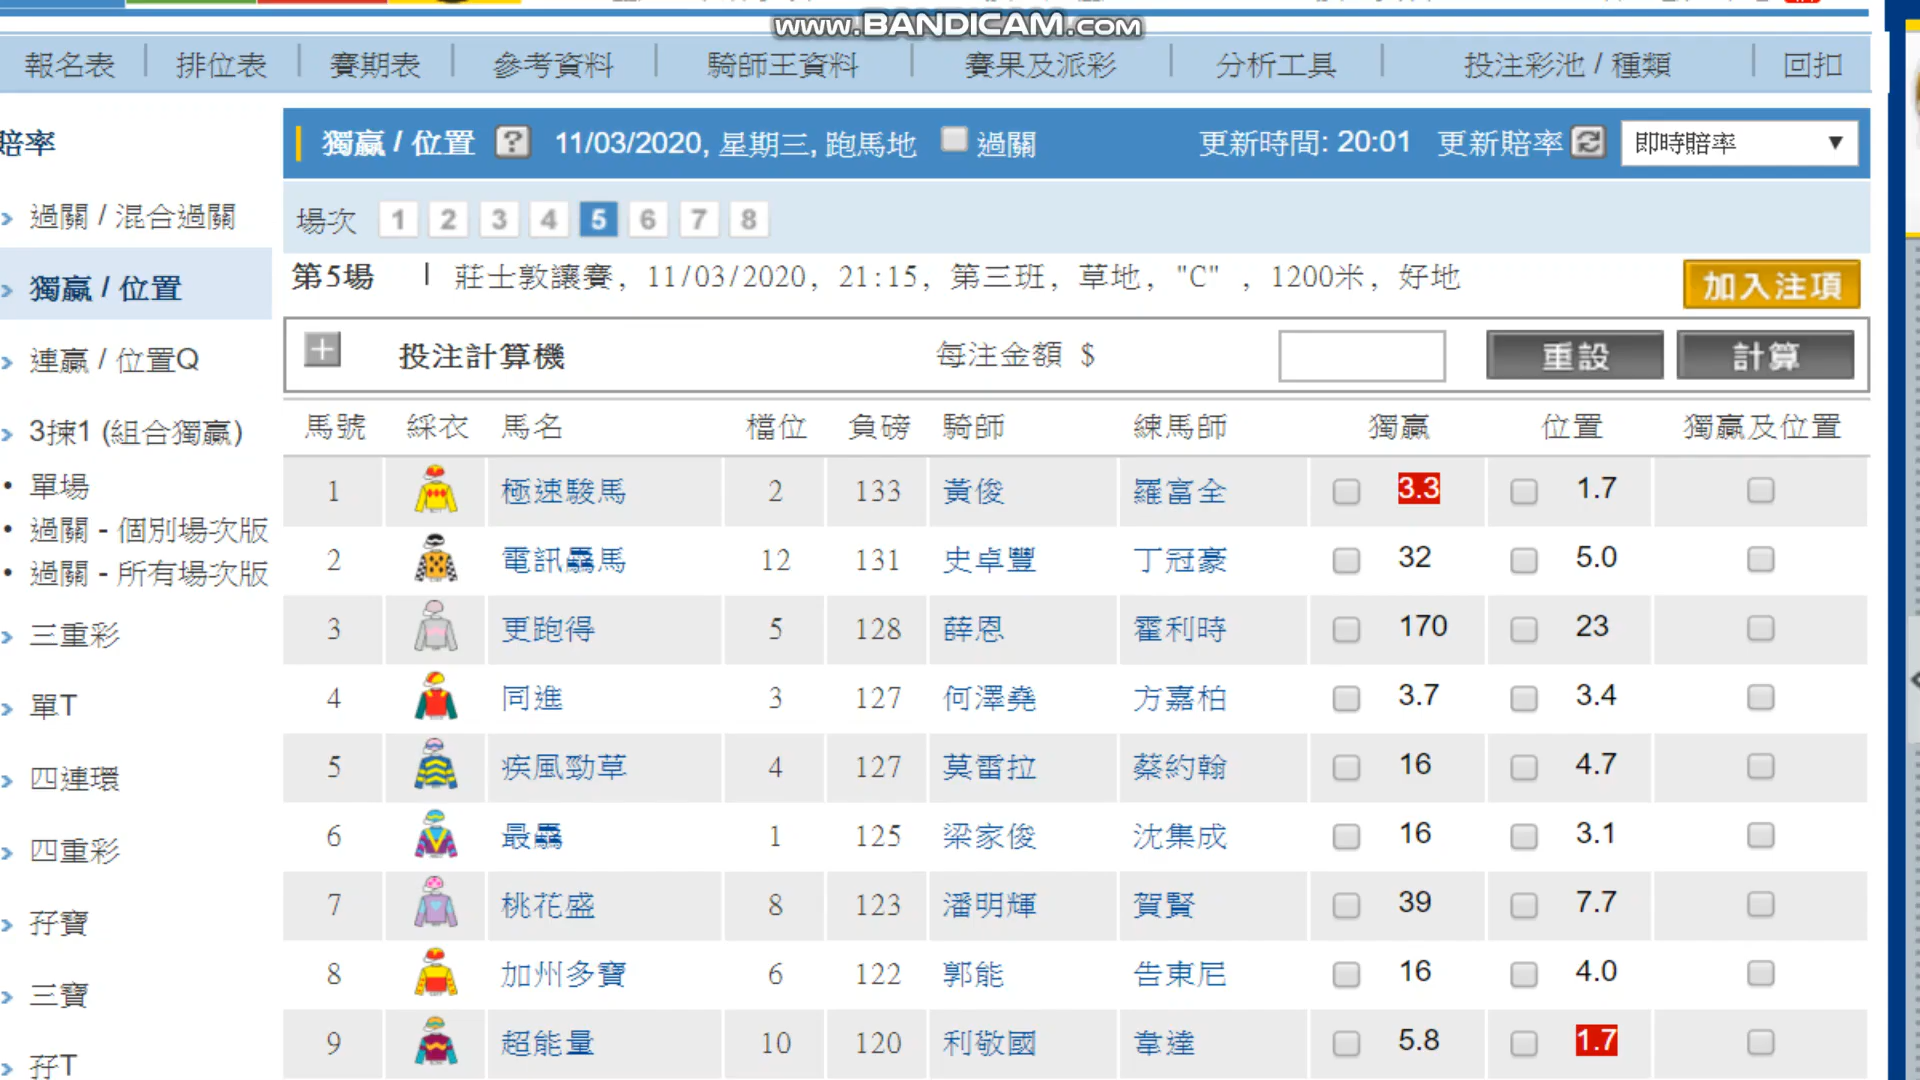 www.BANDICAM.com
報名表 排位表 賽期表 參考資料 騎師王資料 賽果及派彩 分析工具 投注彩池 / 種類 回扣
賠率
過關 / 混合過關
獨贏 / 位置
連贏 / 位置Q
3揀1 (組合獨贏)
單場
過關 - 個別場次版
過關 - 所有場次版
三重彩
單T
四連環
四重彩
孖寶
三寶
孖T
獨贏 / 位置 ? 11/03/2020, 星期三, 跑馬地 過關 更新時間: 20:01 更新賠率 即時賠率
場次 1 2 3 4 5 6 7 8
第5場 莊士敦讓賽, 11/03/2020, 21:15, 第三班, 草地, "C" , 1200米, 好地 加入注項
投注計算機 每注金額 $ 重設 計算
馬號 綵衣 馬名 檔位 負磅 騎師 練馬師 獨贏 位置 獨贏及位置
1 極速駿馬 2 133 黃俊 羅富全 3.3 1.7
2 電訊驫馬 12 131 史卓豐 丁冠豪 32 5.0
3 更跑得 5 128 薛恩 霍利時 170 23
4 同進 3 127 何澤堯 方嘉柏 3.7 3.4
5 疾風勁草 4 127 莫雷拉 蔡約翰 16 4.7
6 最驫 1 125 梁家俊 沈集成 16 3.1
7 桃花盛 8 123 潘明輝 賀賢 39 7.7
8 加州多寶 6 122 郭能 告東尼 16 4.0
9 超能量 10 120 利敬國 韋達 5.8 1.7